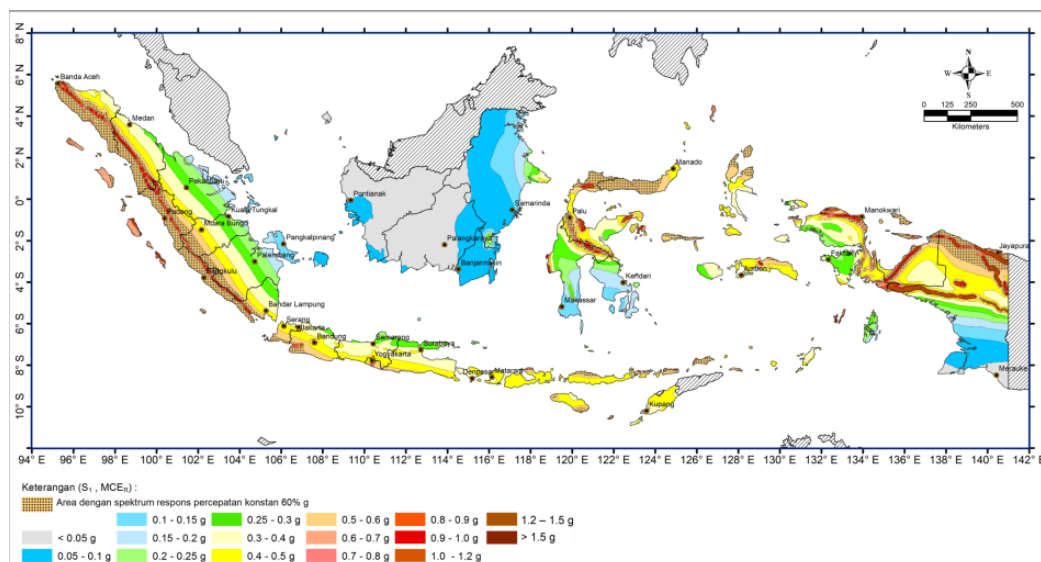 8° N
6° N
4° N
2° N
0°
2° S
4° S
6° S
8° S
10° S
N
W E
S
0 125 250 500
Kilometers
Banda Aceh
Medan
Pekanbaru
Kuala Tungkal
Padang
Muara Bungo
Pangkalpinang
Palembang
Bengkulu
Bandar Lampung
Serang
Jakarta
Bandung
Semarang
Surabaya
Yogyakarta
Denpasar
Mataram
Kupang
Pontianak
Palangkaraya
Samarinda
Banjarmasin
Manado
Palu
Kendari
Makassar
Ambon
Manokwari
Fakfak
Jayapura
Merauke
94° E 96° E 98° E 100° E 102° E 104° E 106° E 108° E 110° E 112° E 114° E 116° E 118° E 120° E 122° E 124° E 126° E 128° E 130° E 132° E 134° E 136° E 138° E 140° E 142° E
Keterangan (S₁ , MCER) :
Area dengan spektrum respons percepatan konstan 60% g
0.1 - 0.15 g 0.25 - 0.3 g 0.5 - 0.6 g 0.8 - 0.9 g 1.2 – 1.5 g
< 0.05 g 0.15 - 0.2 g 0.3 - 0.4 g 0.6 - 0.7 g 0.9 - 1.0 g > 1.5 g
0.05 - 0.1 g 0.2 - 0.25 g 0.4 - 0.5 g 0.7 - 0.8 g 1.0 - 1.2 g